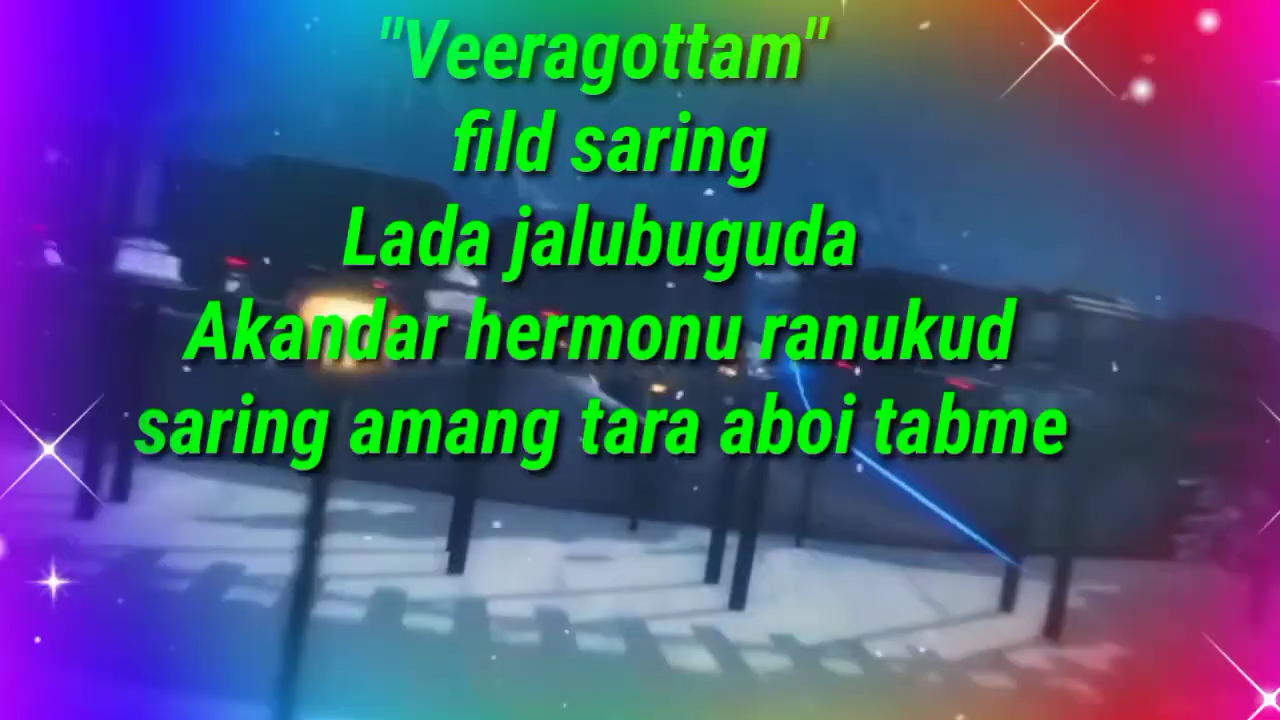 "Veeragottam"
fild saring
Lada jalubuguda
Akandar hermonu ranukud
saring amang tara aboi tabme